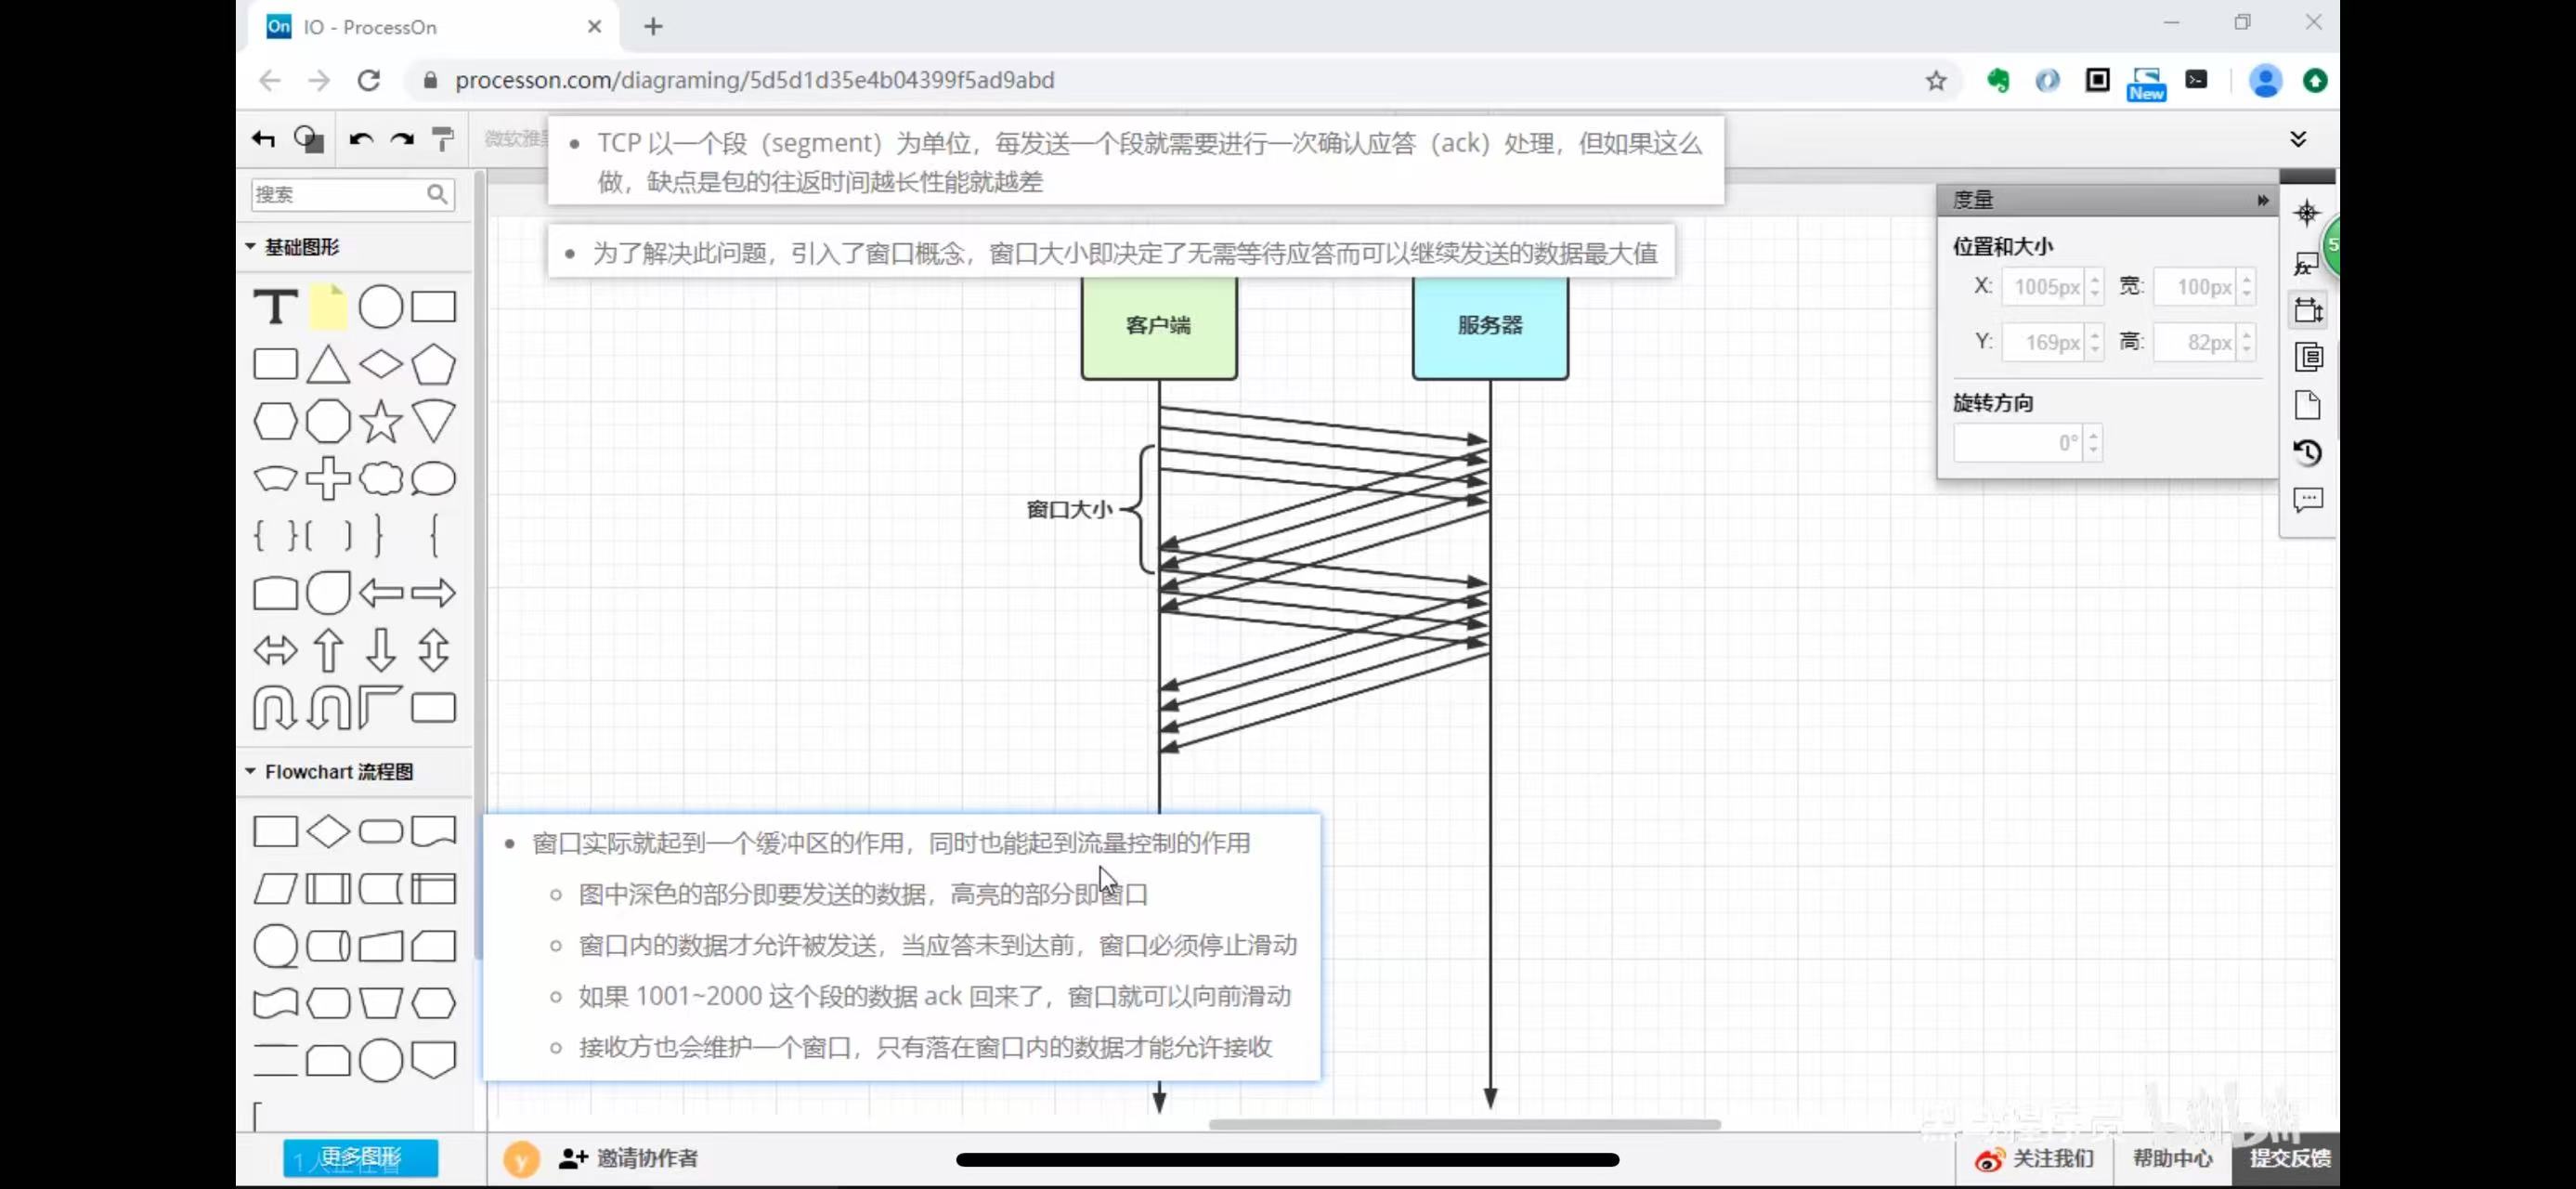 On IO - ProcessOn
processon.com/diagraming/5d5d1d35e4b04399f5ad9abd
New
微软雅
TCP 以一个段（segment）为单位，每发送一个段就需要进行一次确认应答（ack）处理，但如果这么
做，缺点是包的往返时间越长性能就越差
搜索
度量
为了解决此问题，引入了窗口概念，窗口大小即决定了无需等待应答而可以继续发送的数据最大值
基础图形
位置和大小
X: 1005px 宽: 100px
Y: 169px 高: 82px
旋转方向
0°
5
fx
T
客户端
服务器
窗口大小
Flowchart 流程图
窗口实际就起到一个缓冲区的作用，同时也能起到流量控制的作用
图中深色的部分即要发送的数据，高亮的部分即窗口
窗口内的数据才允许被发送，当应答未到达前，窗口必须停止滑动
如果 1001~2000 这个段的数据 ack 回来了，窗口就可以向前滑动
接收方也会维护一个窗口，只有落在窗口内的数据才能允许接收
更多图形
y
邀请协作者
关注我们
帮助中心
提交反馈